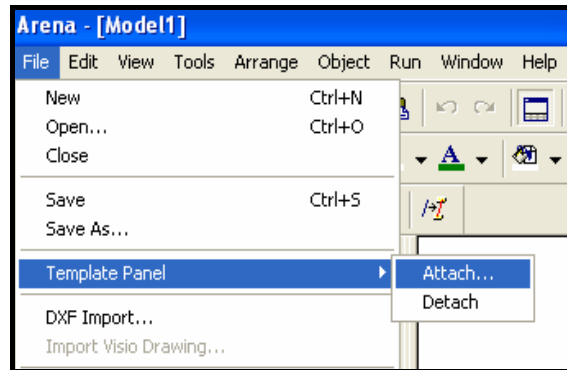 Arena - [Model1]
File Edit View Tools Arrange Object Run Window Help
New Ctrl+N
Open... Ctrl+O
Close
Save Ctrl+S
Save As...
Template Panel
Attach...
Detach
DXF Import...
Import Visio Drawing...